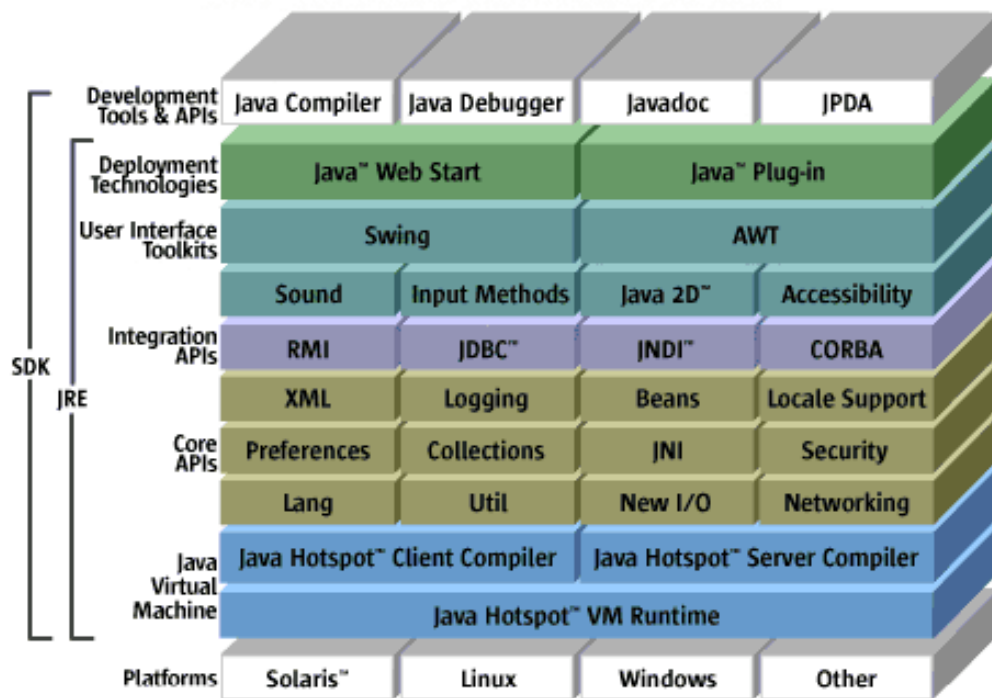 Development
Tools & APIs
Java Compiler
Java Debugger
Javadoc
JPDA
Deployment
Technologies
Java™ Web Start
Java™ Plug-in
User Interface
Toolkits
Swing
AWT
Sound
Input Methods
Java 2D™
Accessibility
Integration
APIs
RMI
JDBC™
JNDI™
CORBA
SDK
JRE
XML
Logging
Beans
Locale Support
Core
APIs
Preferences
Collections
JNI
Security
Lang
Util
New I/O
Networking
Java
Virtual
Machine
Java Hotspot™ Client Compiler
Java Hotspot™ Server Compiler
Java Hotspot™ VM Runtime
Platforms
Solaris™
Linux
Windows
Other